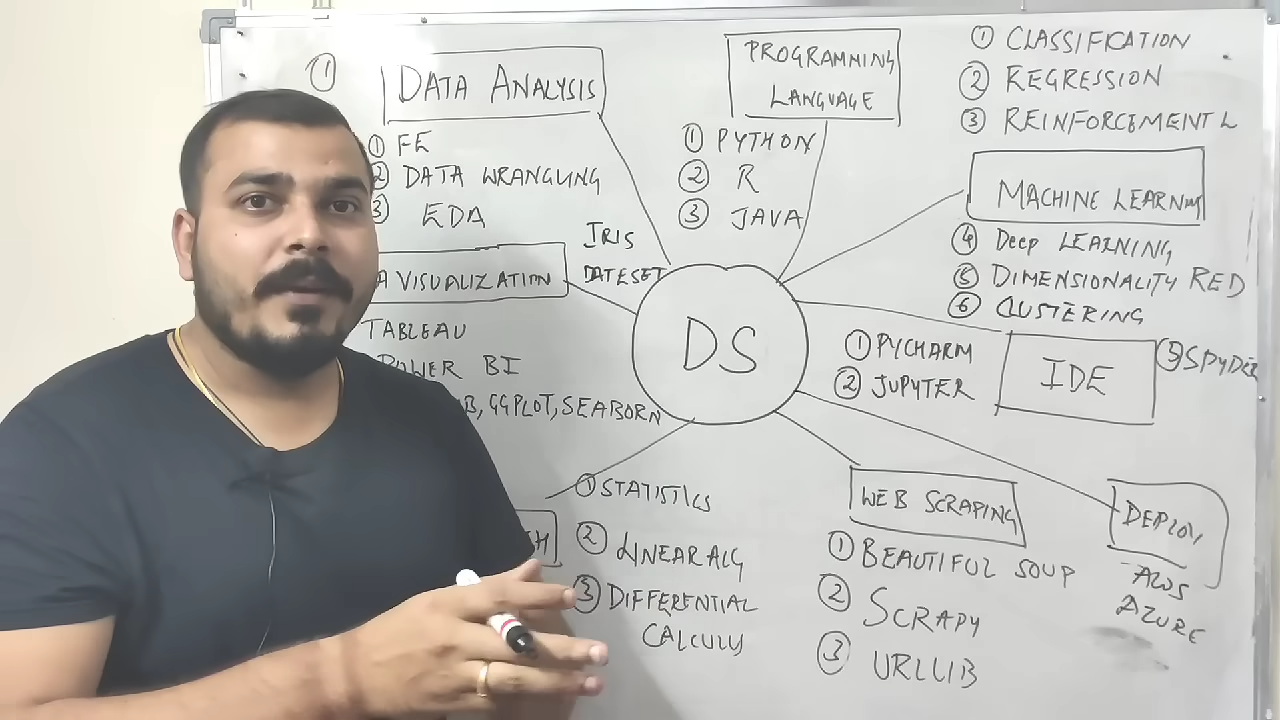 ① DATA ANALYSIS
① FE
② DATA WRANGLING
③ EDA
IRIS
DATESET
A VISUALIZATION
TABLEAU
POWER BI
B, GGPLOT, SEABORN
PROGRAMMING
LANGUAGE
① PYTHON
② R
③ JAVA
① CLASSIFICATION
② REGRESSION
③ REINFORCEMENT L
MACHINE LEARNING
④ Deep LEARNING
⑤ DIMENSIONALITY RED
⑥ CLUSTERING
DS
① PYCHARM
② JUPYTER
IDE
③ SPYDER
① STATISTICS
② LINEAR ALG
③ DIFFERENTIAL
CALCULUS
WEB SCRAPING
① BEAUTIFUL SOUP
② SCRAPY
③ URLLIB
DEPLOY
AWS
AZURE